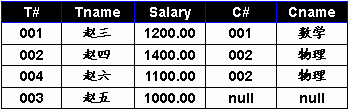 T# Tname Salary C# Cname
001 赵三 1200.00 001 数学
002 赵四 1400.00 002 物理
004 赵六 1100.00 002 物理
003 赵五 1000.00 null null